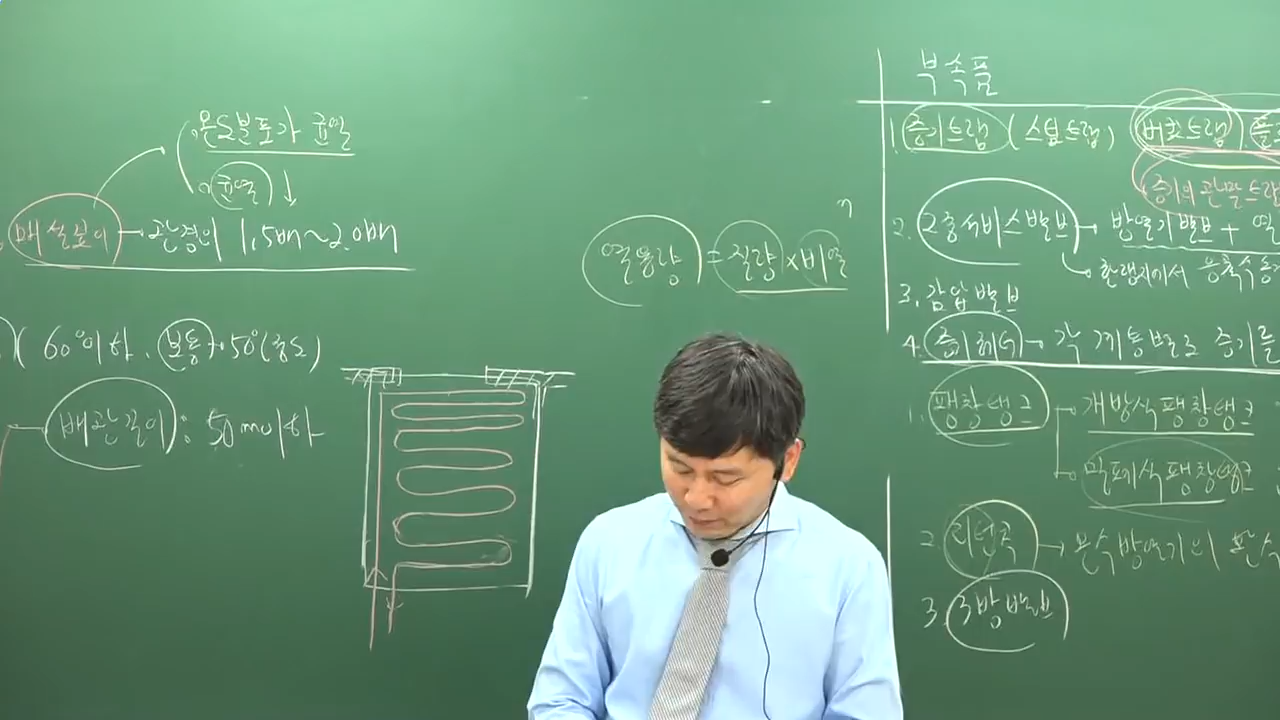 온도분포가 균일
균열 ↓
매설깊이 → 관경의 1.5배~2.0배
( 60°이하. 보통 → 50°(중도)
배관길이 : 50m이하
열용량 = 질량 × 비열
부속품
1. 증기트랩 (스팀트랩) 버킷트랩.
증기의 관말트랩
2. 2중서비스밸브 → 방열기밸브 + 열
→ 한랭지에서 응축수
3. 감압밸브
4. 증기헤더 → 각 계통별로 증기를
1. 팽창탱크 → 개방식팽창탱크
→ 밀폐식팽창탱크
2. 리턴콕 → 온수방열기의 환수
3. 3방밸브